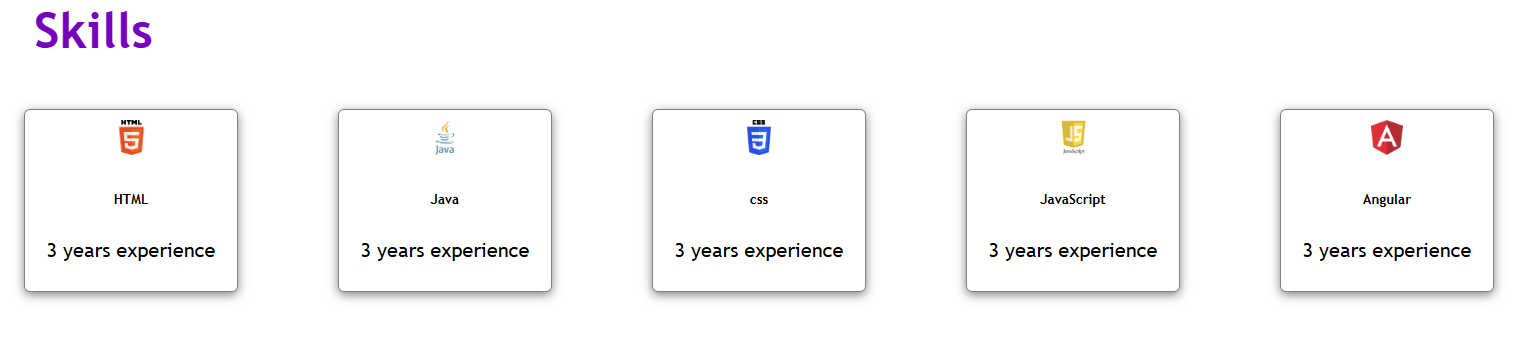 Skills
HTML
5
Java
CSS
3
JS
JavaScript
A
HTML
Java
css
JavaScript
Angular
3 years experience
3 years experience
3 years experience
3 years experience
3 years experience